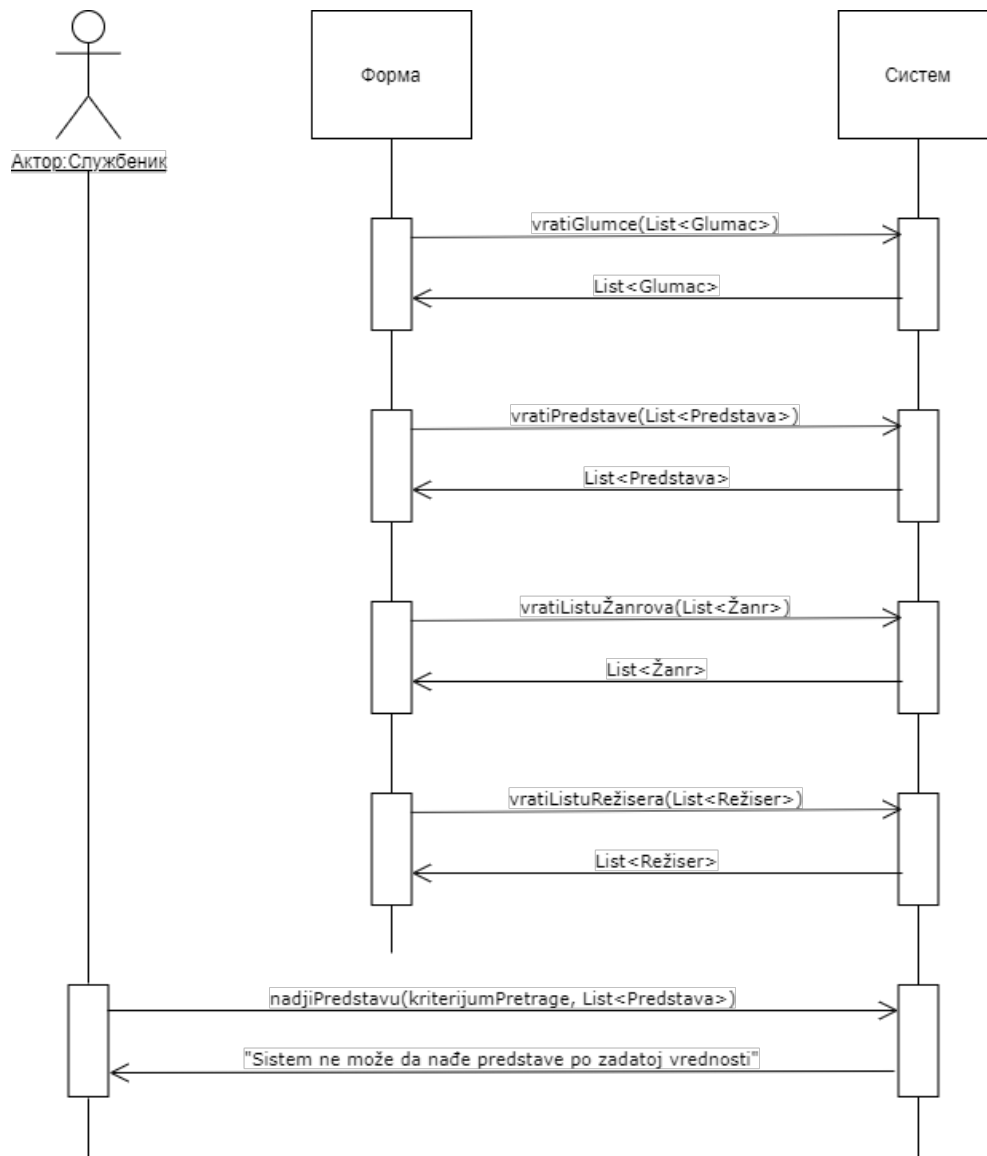 Форма
Систем
Актор:Службеник
vratiGlumce(List<Glumac>)
List<Glumac>
vratiPredstave(List<Predstava>)
List<Predstava>
vratiListuŽanrova(List<Žanr>)
List<Žanr>
vratiListuRežisera(List<Režiser>)
List<Režiser>
nadjiPredstavu(kriterijumPretrage, List<Predstava>)
"Sistem ne može da nađe predstave po zadatoj vrednosti"